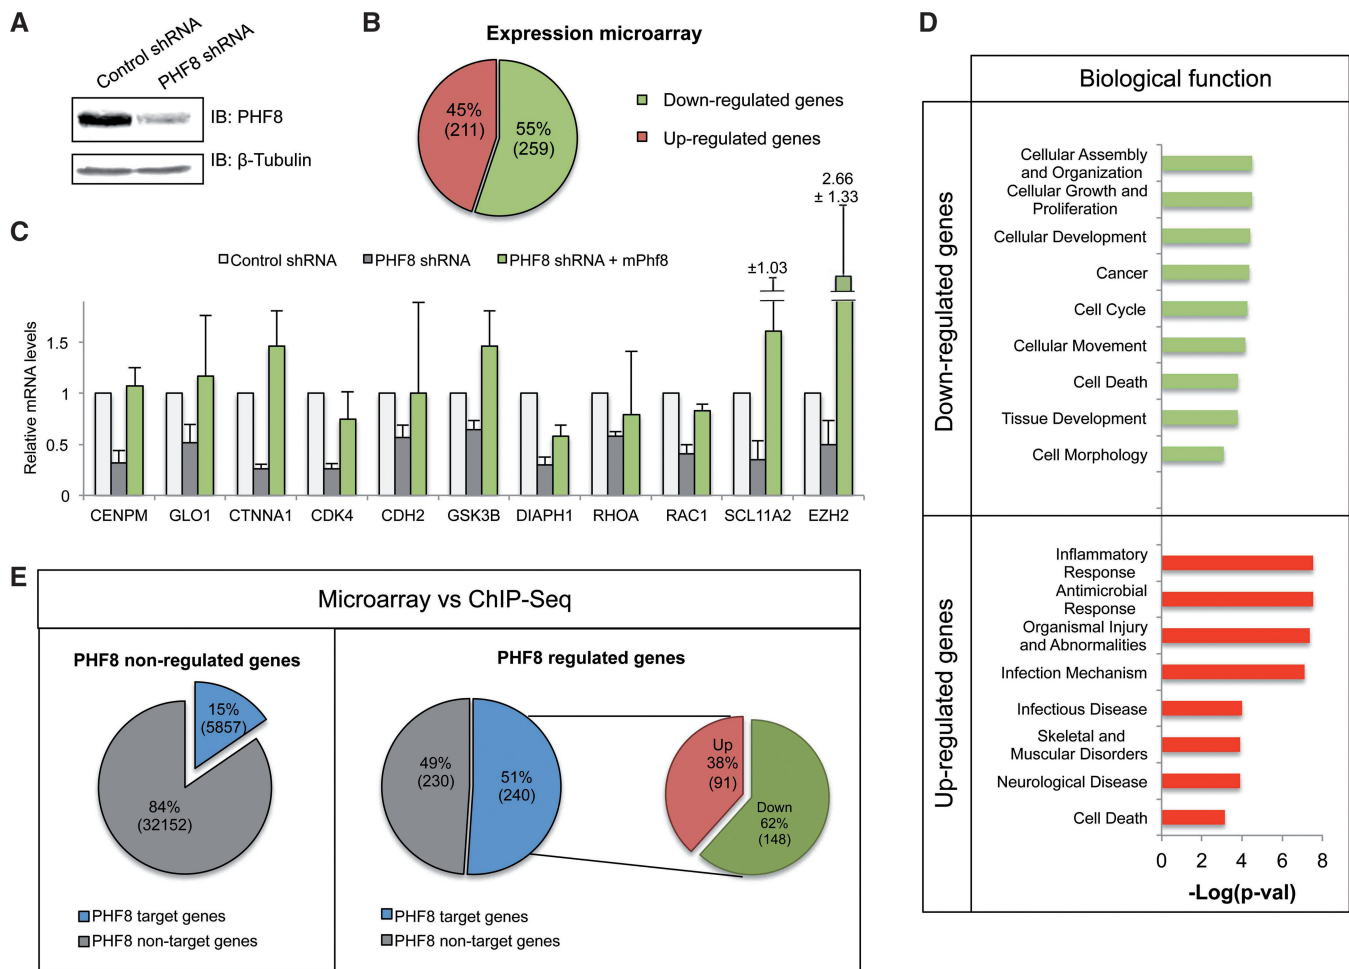 A
Control shRNA
PHF8 shRNA
IB: PHF8
IB: β-Tubulin
B
Expression microarray
45%
(211)
55%
(259)
Down-regulated genes
Up-regulated genes
C
Control shRNA
PHF8 shRNA
PHF8 shRNA + mPhf8
±1.03
2.66
± 1.33
Relative mRNA levels
1.5
1
0.5
0
CENPM
GLO1
CTNNA1
CDK4
CDH2
GSK3B
DIAPH1
RHOA
RAC1
SCL11A2
EZH2
D
Biological function
Down-regulated genes
Cellular Assembly
and Organization
Cellular Growth and
Proliferation
Cellular Development
Cancer
Cell Cycle
Cellular Movement
Cell Death
Tissue Development
Cell Morphology
Up-regulated genes
Inflammatory
Response
Antimicrobial
Response
Organismal Injury
and Abnormalities
Infection Mechanism
Infectious Disease
Skeletal and
Muscular Disorders
Neurological Disease
Cell Death
0 2 4 6 8
-Log(p-val)
E
Microarray vs ChIP-Seq
PHF8 non-regulated genes
15%
(5857)
84%
(32152)
PHF8 target genes
PHF8 non-target genes
PHF8 regulated genes
49%
(230)
51%
(240)
Up
38%
(91)
Down
62%
(148)
PHF8 target genes
PHF8 non-target genes